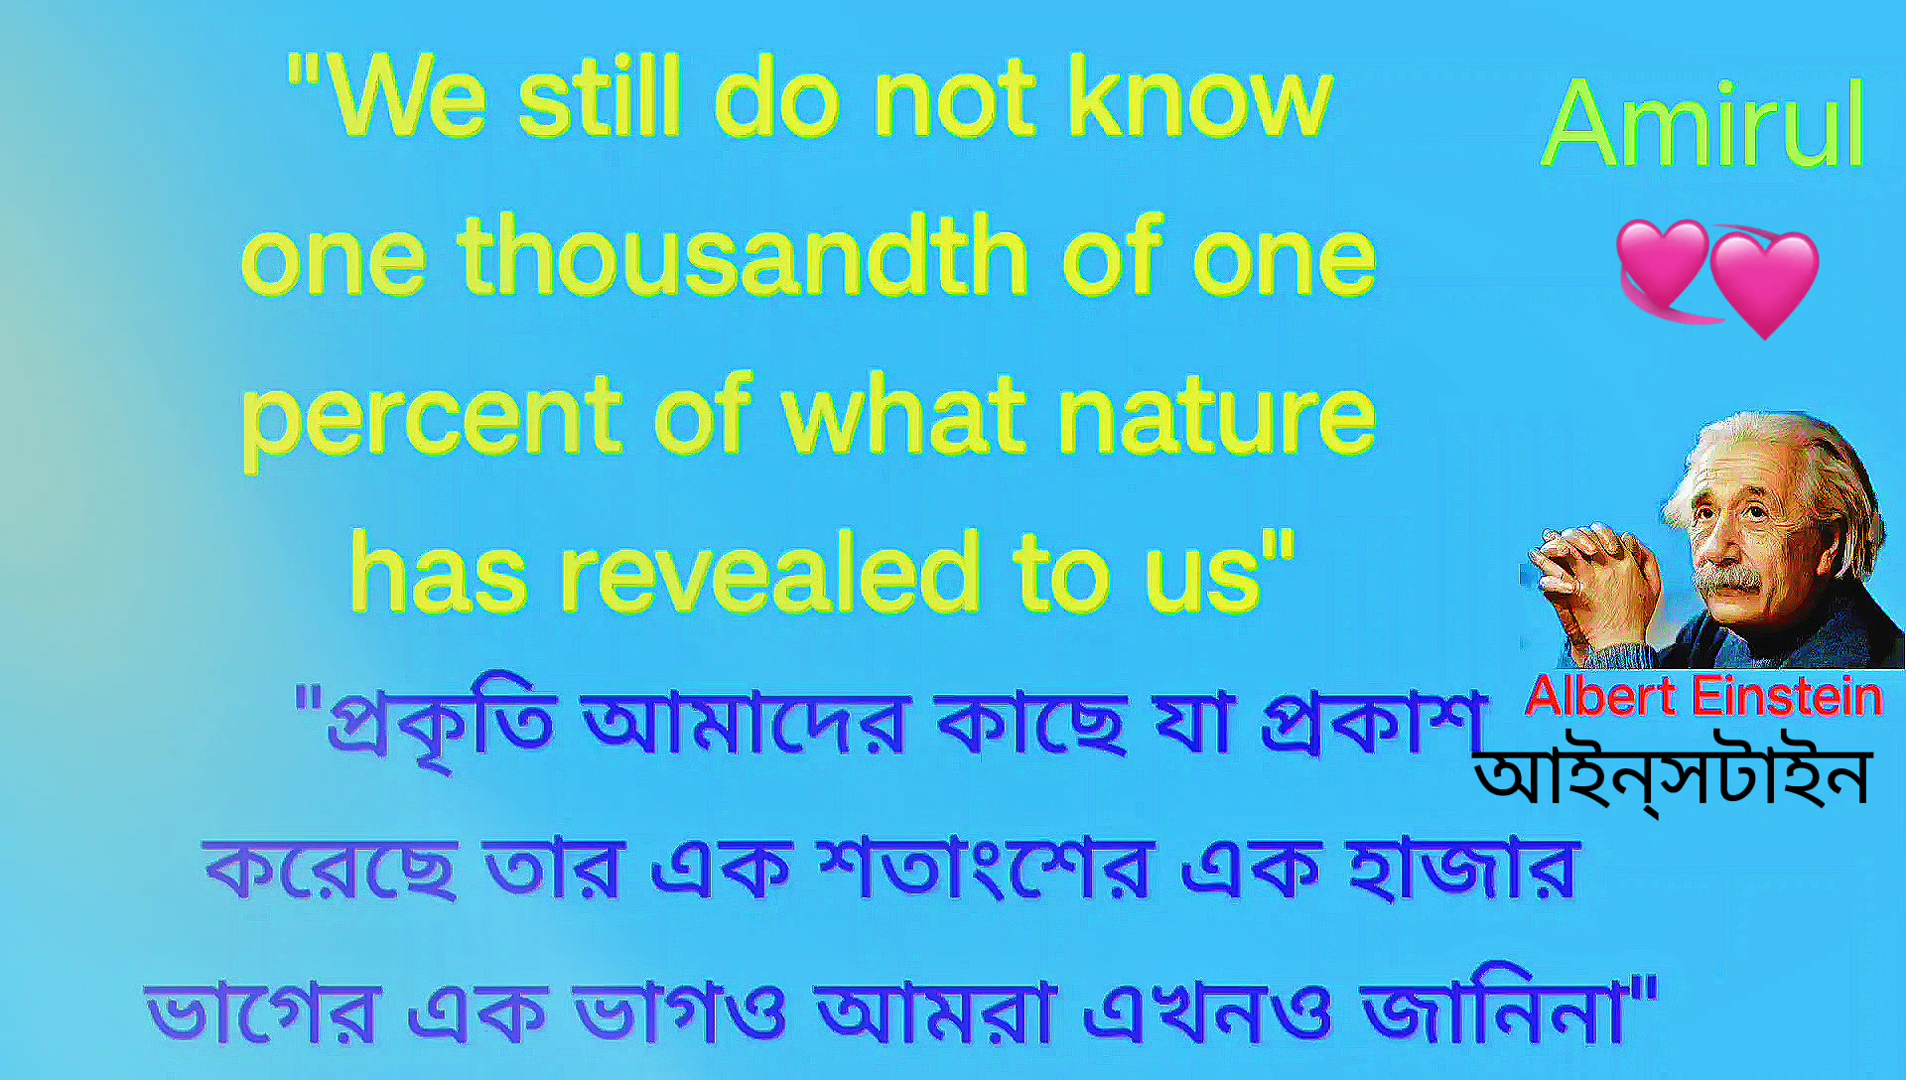 "We still do not know
one thousandth of one
percent of what nature
has revealed to us"
Amirul
Albert Einstein
আইন্সটাইন
"প্রকৃতি আমাদের কাছে যা প্রকাশ
করেছে তার এক শতাংশের এক হাজার
ভাগের এক ভাগও আমরা এখনও জানিনা"